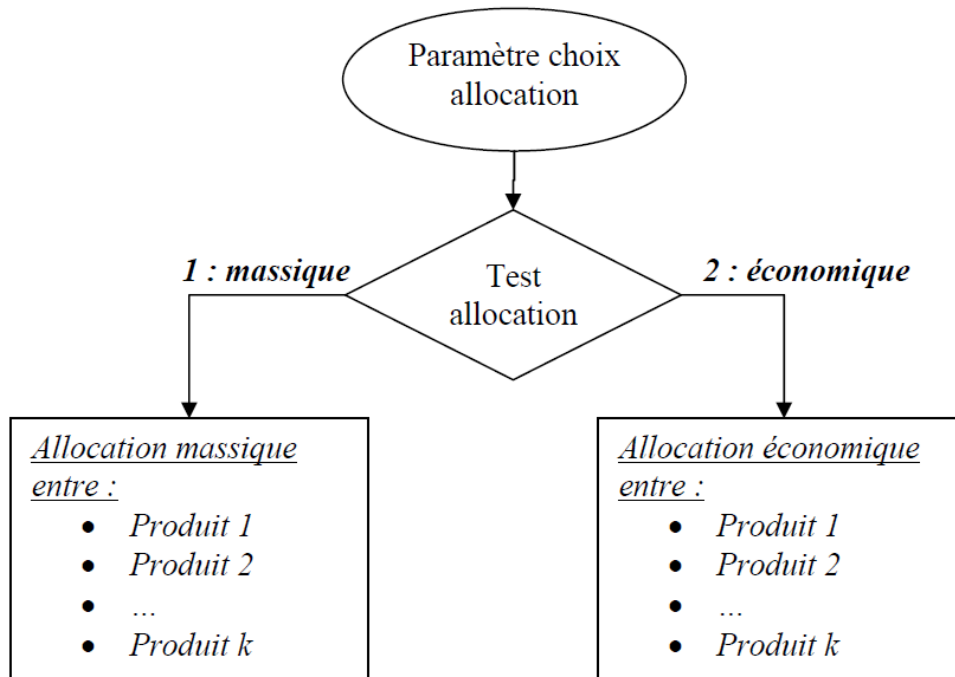 Paramètre choix
allocation
1 : massique
Test
allocation
2 : économique
Allocation massique
entre :
• Produit 1
• Produit 2
• ...
• Produit k
Allocation économique
entre :
• Produit 1
• Produit 2
• ...
• Produit k